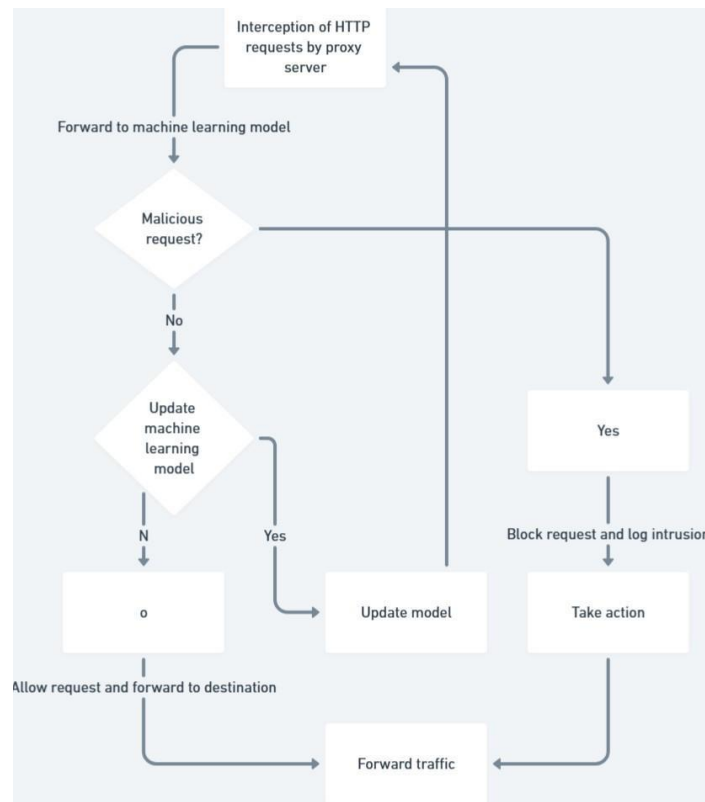 Interception of HTTP
requests by proxy
server
Forward to machine learning model
Malicious
request?
No
Update
machine
learning
model
Yes
N
Yes
Block request and log intrusion
o
Update model
Take action
Allow request and forward to destination
Forward traffic